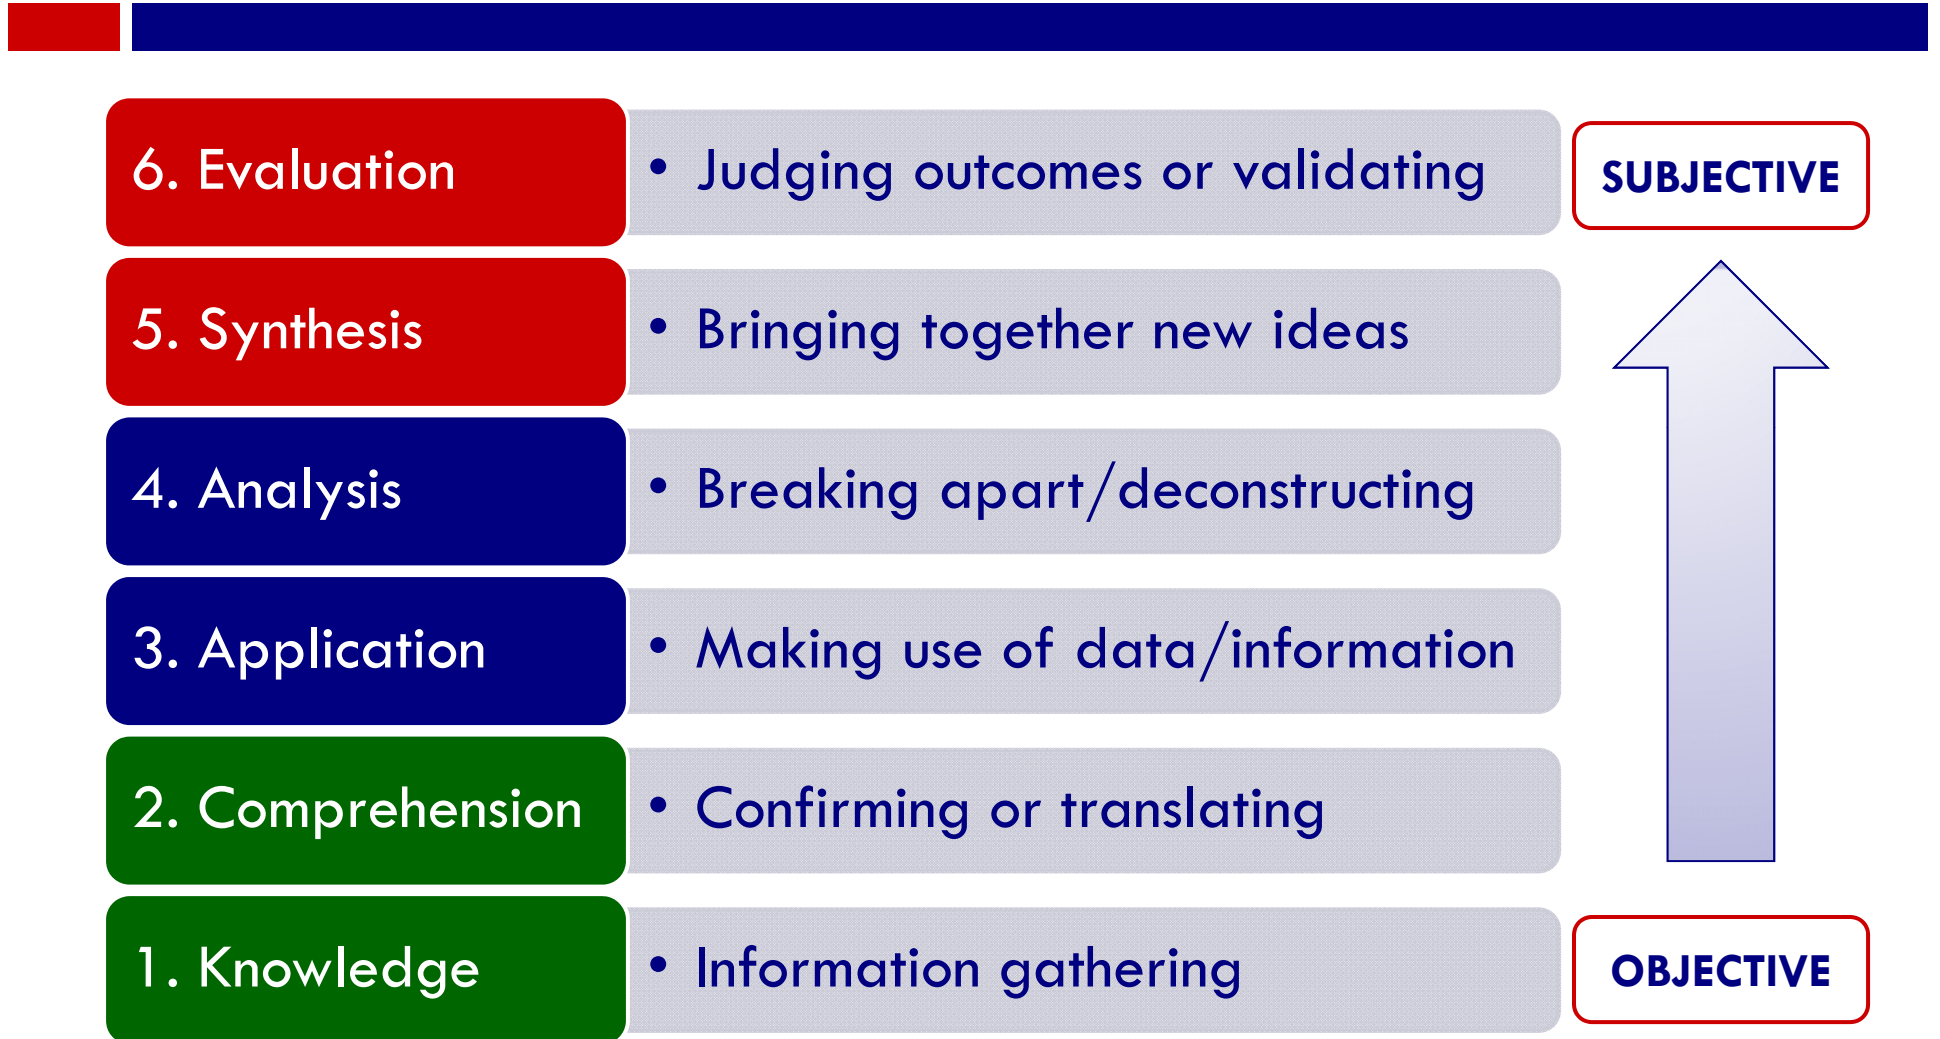 6. Evaluation
• Judging outcomes or validating
SUBJECTIVE
5. Synthesis
• Bringing together new ideas
4. Analysis
• Breaking apart/deconstructing
3. Application
• Making use of data/information
2. Comprehension
• Confirming or translating
1. Knowledge
• Information gathering
OBJECTIVE